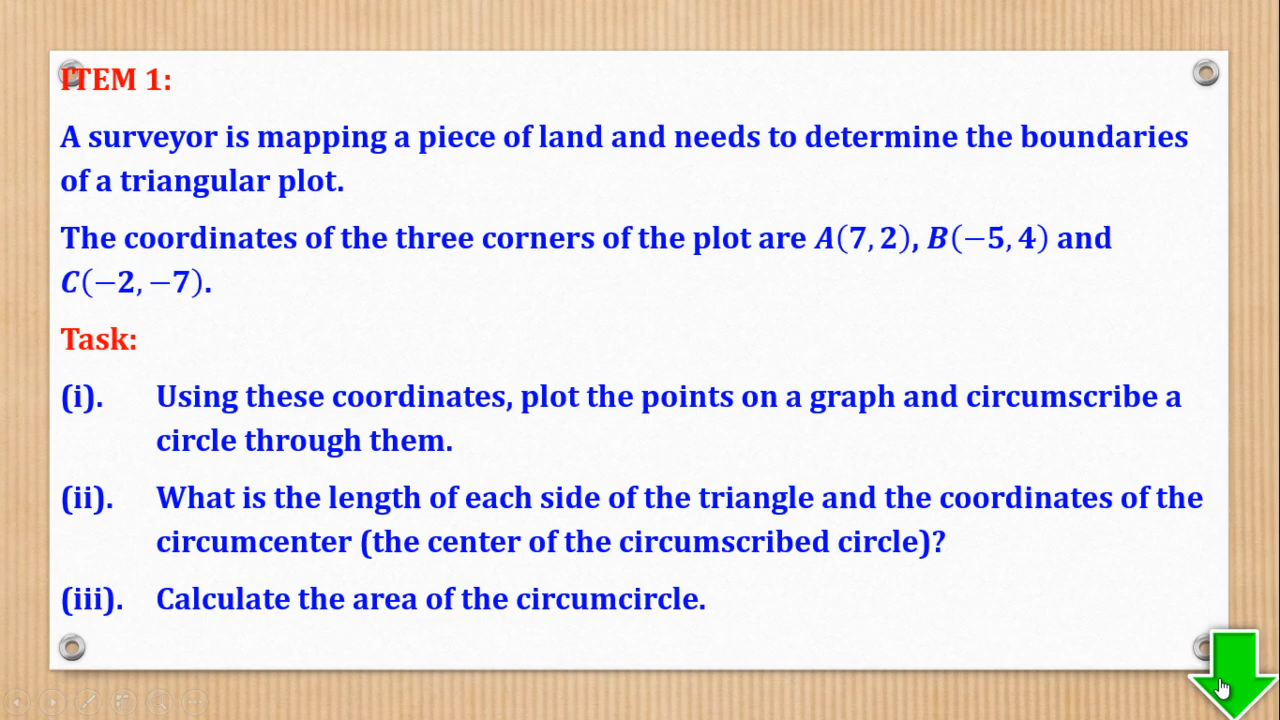 ITEM 1:
A surveyor is mapping a piece of land and needs to determine the boundaries
of a triangular plot.
The coordinates of the three corners of the plot are A(7, 2), B(−5, 4) and
C(−2, −7).
Task:
(i). Using these coordinates, plot the points on a graph and circumscribe a
circle through them.
(ii). What is the length of each side of the triangle and the coordinates of the
circumcenter (the center of the circumscribed circle)?
(iii). Calculate the area of the circumcircle.